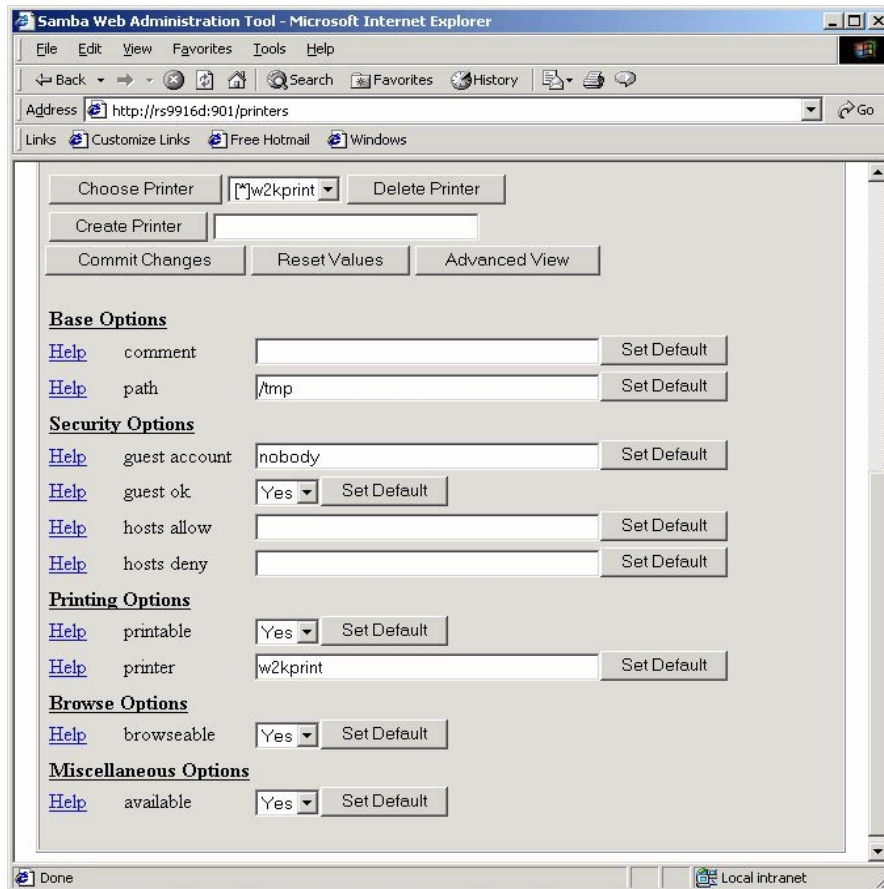 Samba Web Administration Tool - Microsoft Internet Explorer
File Edit View Favorites Tools Help
Back Search Favorites History
Address http://rs9916d:901/printers Go
Links Customize Links Free Hotmail Windows
Choose Printer [*]w2kprint Delete Printer
Create Printer
Commit Changes Reset Values Advanced View
Base Options
Help comment Set Default
Help path /tmp Set Default
Security Options
Help guest account nobody Set Default
Help guest ok Yes Set Default
Help hosts allow Set Default
Help hosts deny Set Default
Printing Options
Help printable Yes Set Default
Help printer w2kprint Set Default
Browse Options
Help browseable Yes Set Default
Miscellaneous Options
Help available Yes Set Default
Done Local intranet